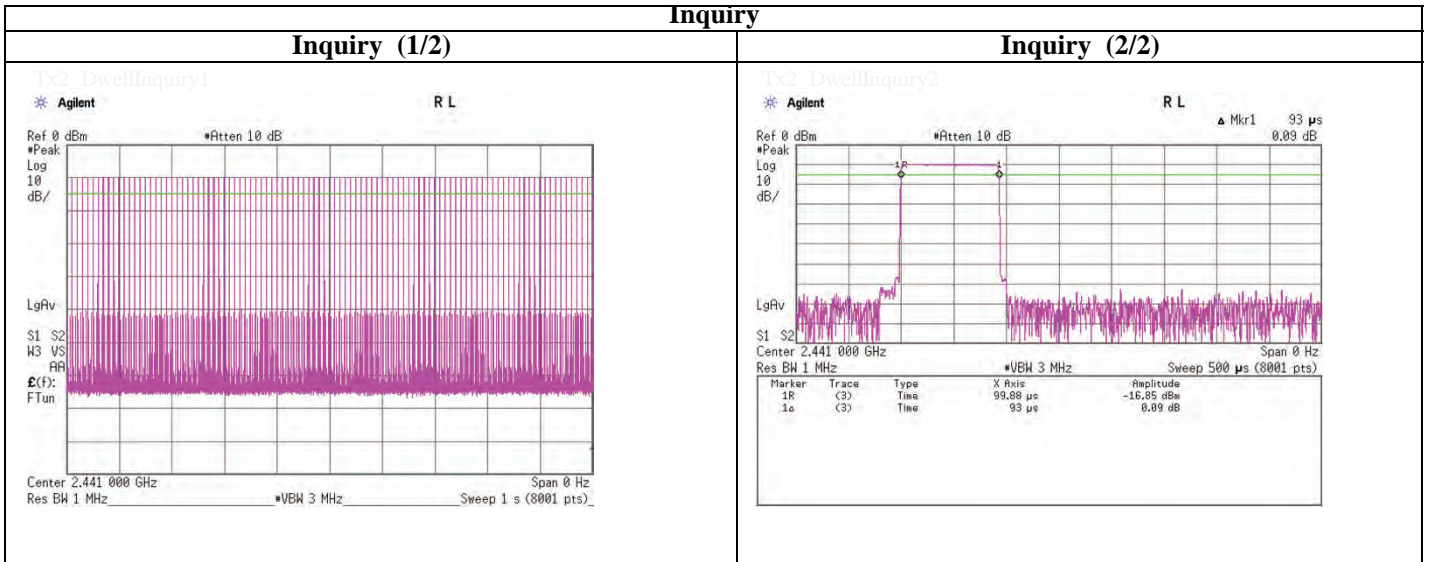 Inquiry
Inquiry (1/2)
Inquiry (2/2)
Tx2_DwellInquiry1
Agilent R L
Ref 0 dBm #Atten 10 dB
#Peak
Log
10
dB/
LgAv
S1 S2
W3 VS
AA
£(f):
FTun
Center 2.441 000 GHz Span 0 Hz
Res BW 1 MHz #VBW 3 MHz Sweep 1 s (8001 pts)
Tx2_DwellInquiry2
Agilent R L
Δ Mkr1 93 µs
Ref 0 dBm #Atten 10 dB 0.09 dB
#Peak
Log
10
dB/
1R 1
LgAv
S1 S2
Center 2.441 000 GHz Span 0 Hz
Res BW 1 MHz #VBW 3 MHz Sweep 500 µs (8001 pts)
Marker Trace Type X Axis Amplitude
1R (3) Time 99.88 µs -16.85 dBm
1Δ (3) Time 93 µs 0.09 dB